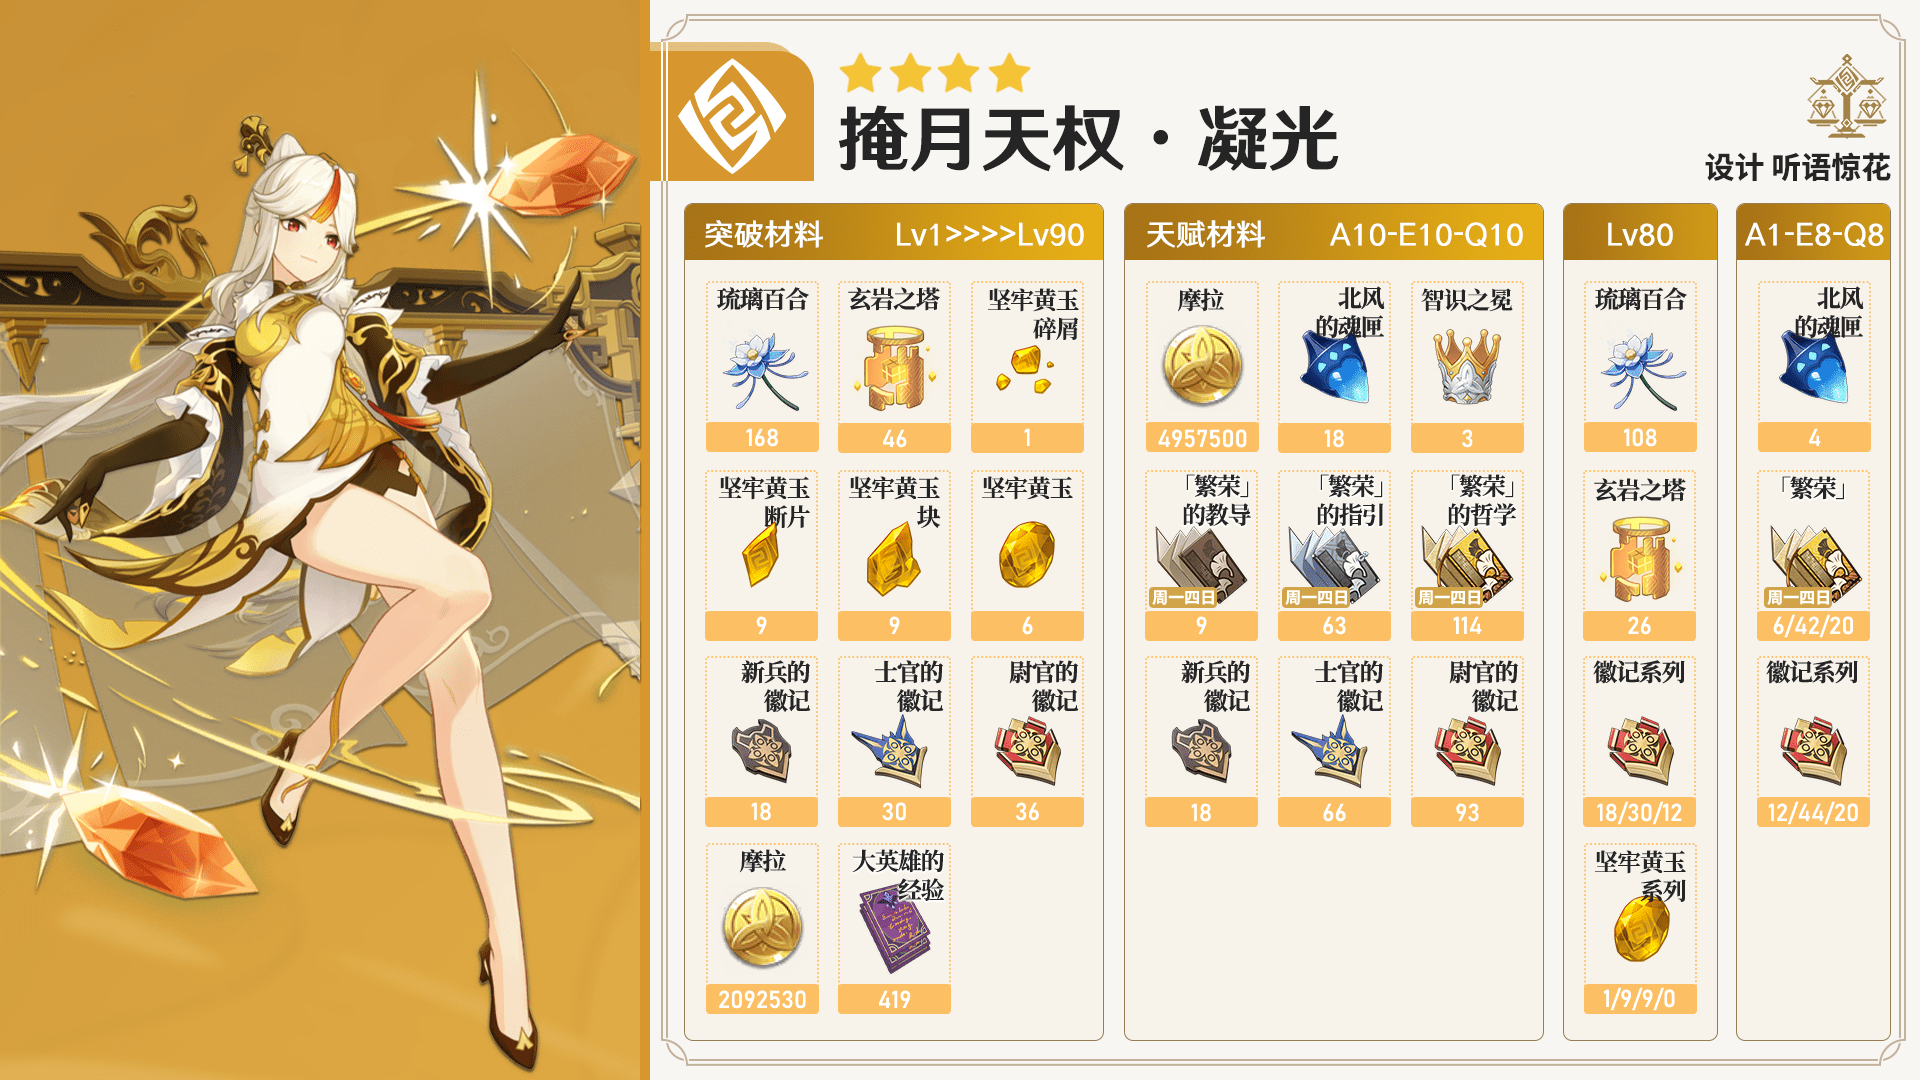 掩月天权·凝光
设计 听语惊花
突破材料 Lv1>>>>Lv90
琉璃百合
168
玄岩之塔
46
坚牢黄玉
碎屑
1
坚牢黄玉
断片
9
坚牢黄玉
块
9
坚牢黄玉
6
新兵的
徽记
18
士官的
徽记
30
尉官的
徽记
36
摩拉
2092530
大英雄的
经验
419
天赋材料 A10-E10-Q10
摩拉
4957500
北风
的魂匣
18
智识之冕
3
「繁荣」
的教导
周一四日
9
「繁荣」
的指引
周一四日
63
「繁荣」
的哲学
周一四日
114
新兵的
徽记
18
士官的
徽记
66
尉官的
徽记
93
Lv80
琉璃百合
108
玄岩之塔
26
徽记系列
18/30/12
坚牢黄玉
系列
1/9/9/0
A1-E8-Q8
北风
的魂匣
4
「繁荣」
周一四日
6/42/20
徽记系列
12/44/20